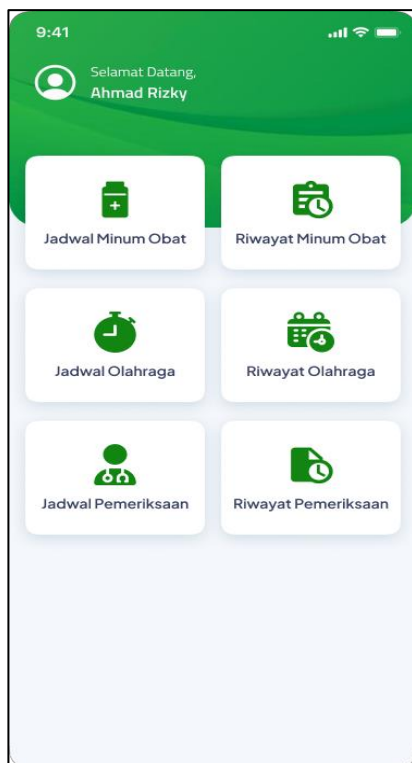 9:41
Selamat Datang,
Ahmad Rizky
Jadwal Minum Obat
Riwayat Minum Obat
Jadwal Olahraga
Riwayat Olahraga
Jadwal Pemeriksaan
Riwayat Pemeriksaan